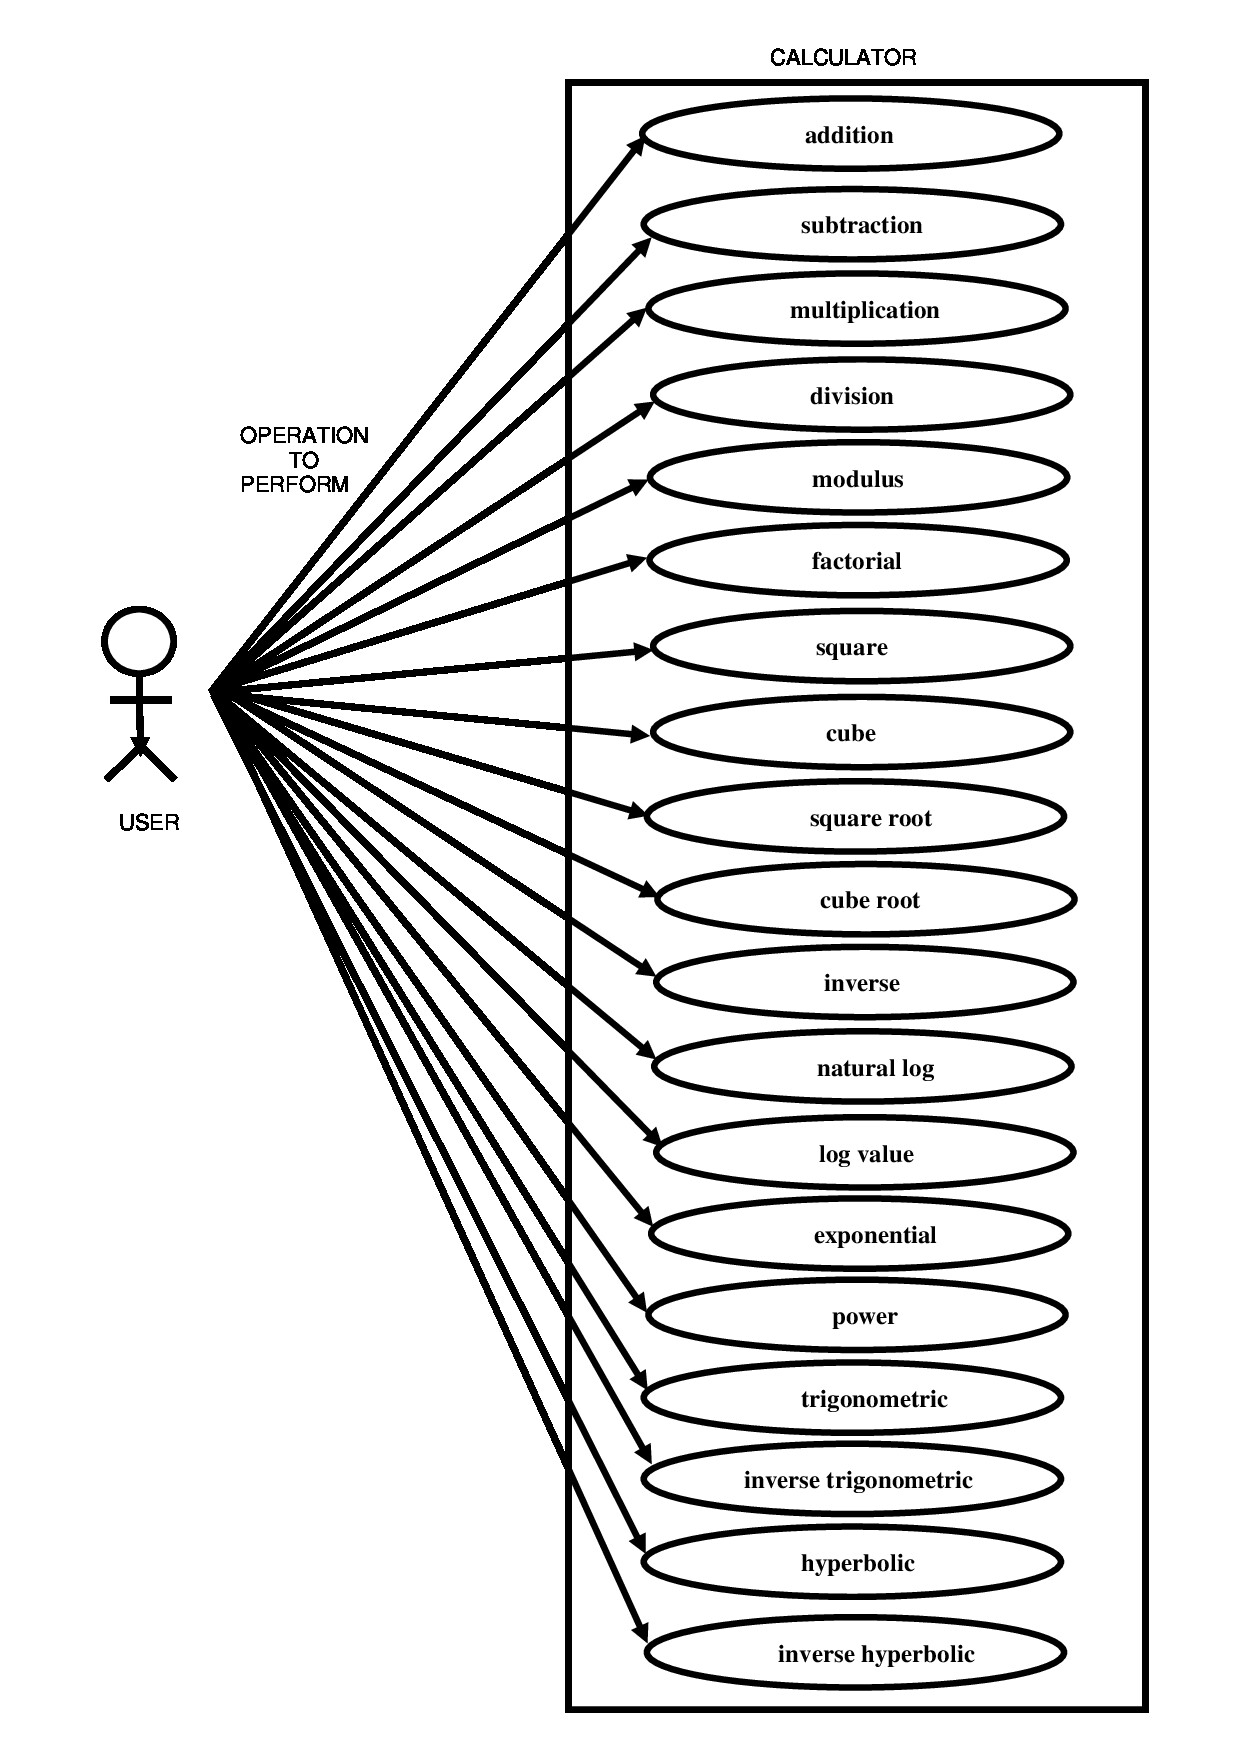 CALCULATOR
addition
subtraction
multiplication
division
OPERATION
TO
PERFORM
modulus
factorial
square
cube
square root
USER
cube root
inverse
natural log
log value
exponential
power
trigonometric
inverse trigonometric
hyperbolic
inverse hyperbolic